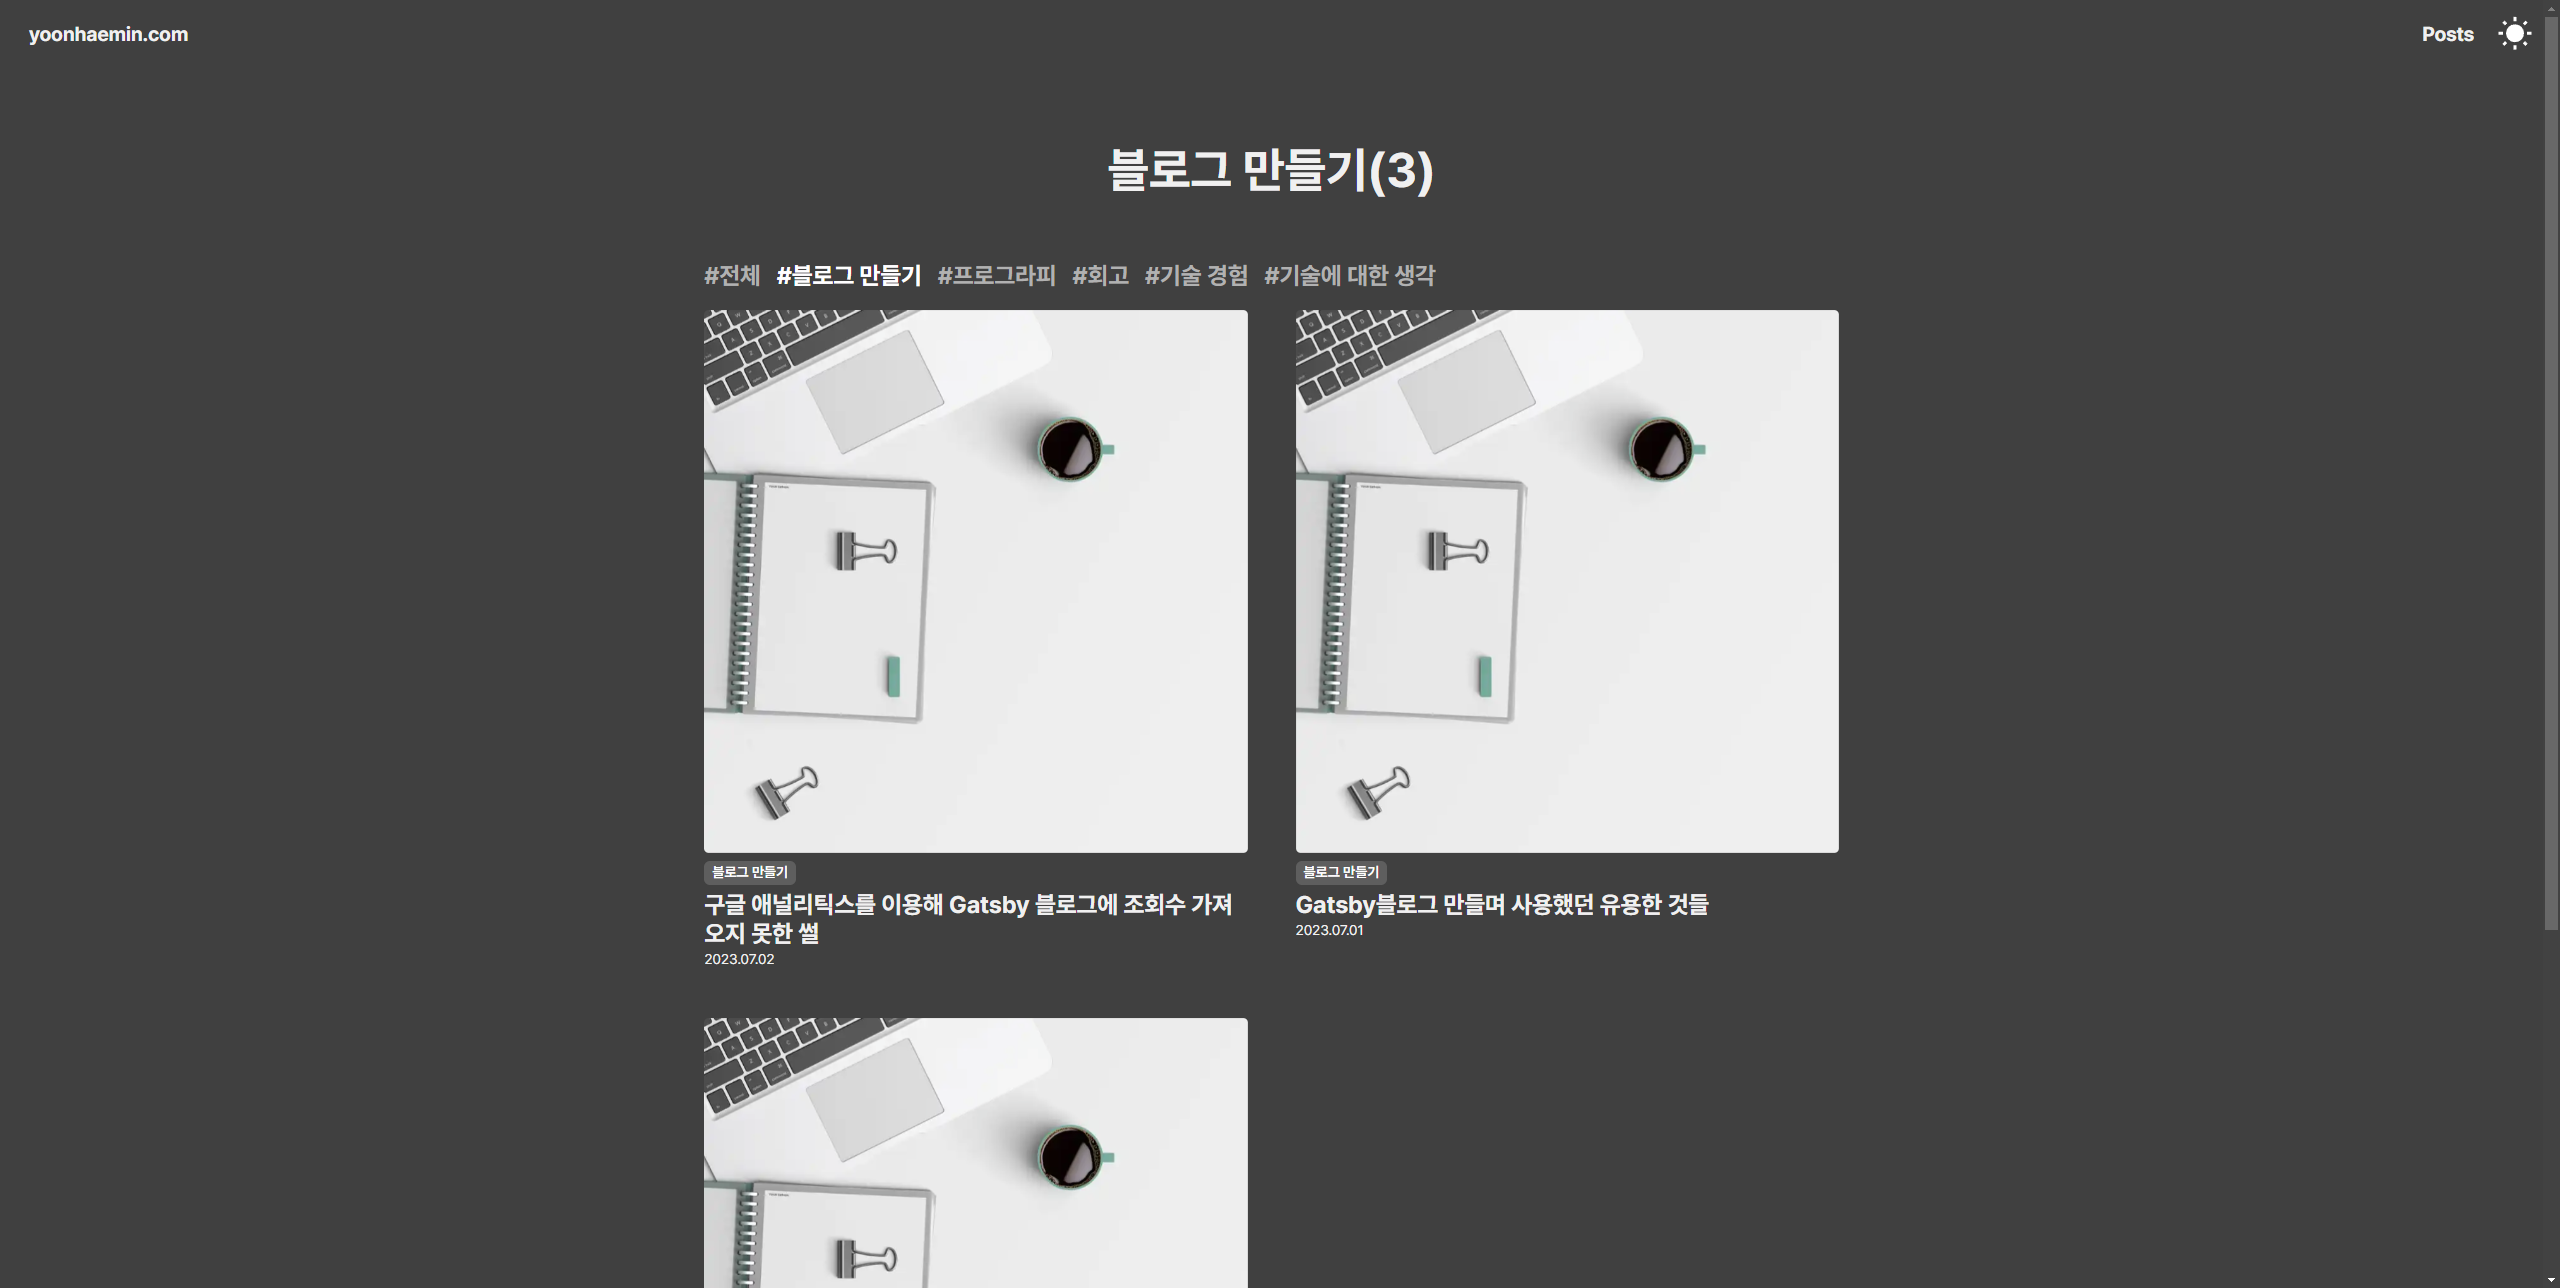 yoonhaemin.com
Posts
블로그 만들기(3)
#전체 #블로그 만들기 #프로그라피 #회고 #기술 경험 #기술에 대한 생각
블로그 만들기
구글 애널리틱스를 이용해 Gatsby 블로그에 조회수 가져
오지 못한 썰
2023.07.02
블로그 만들기
Gatsby블로그 만들며 사용했던 유용한 것들
2023.07.01